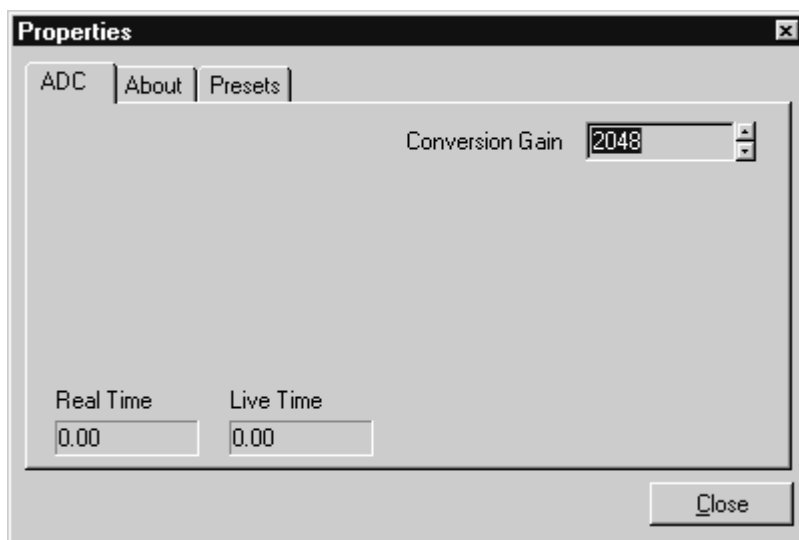 Properties
ADC About Presets
Conversion Gain 2048
Real Time Live Time
0.00 0.00
Close